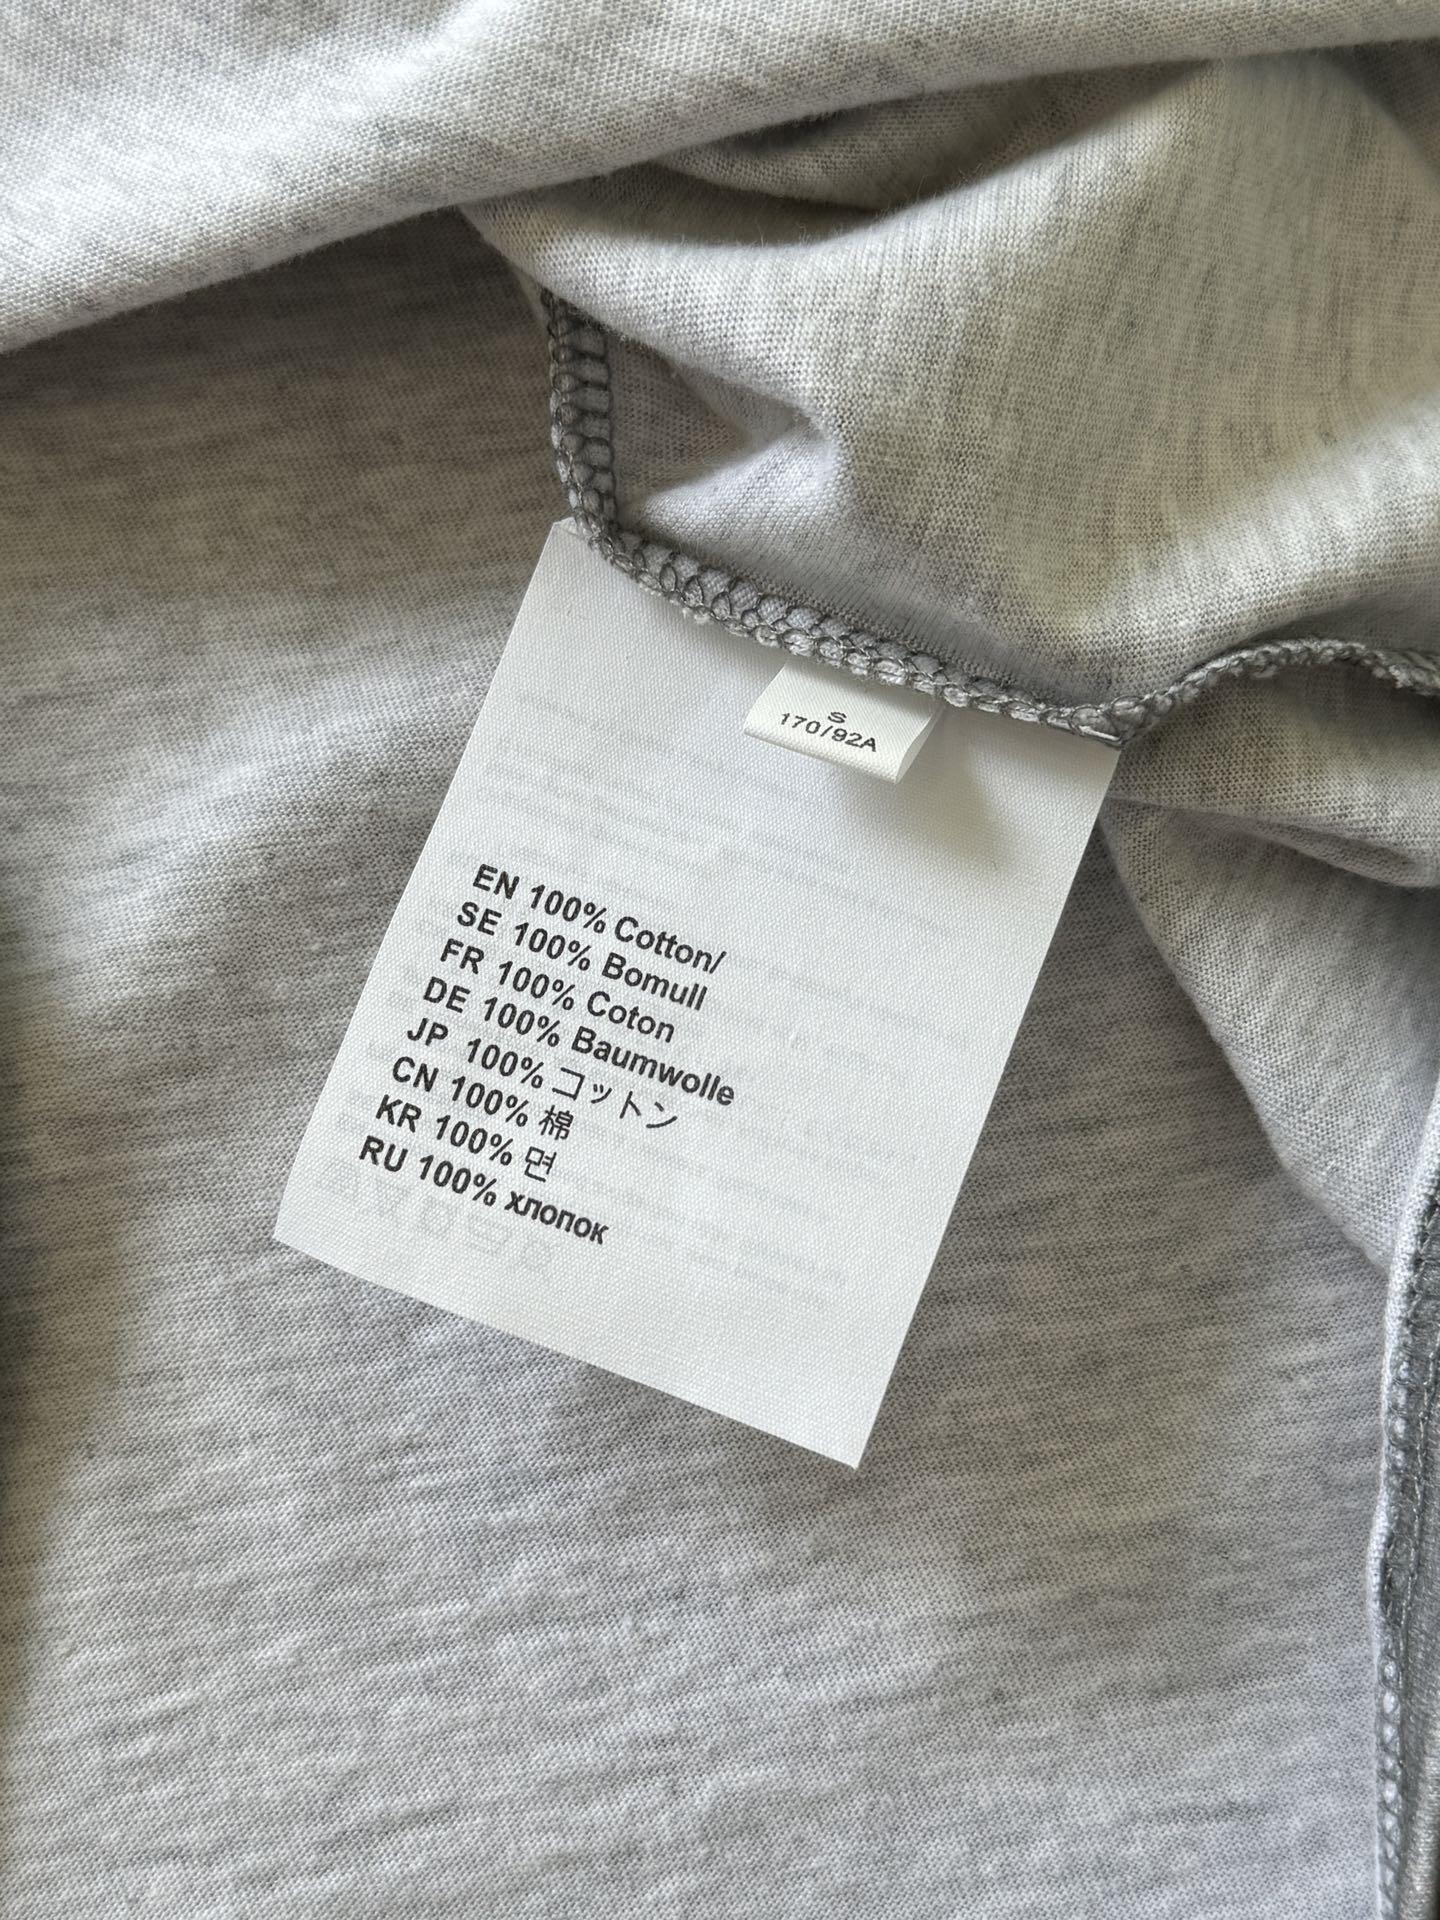 S
170/92A
EN 100% Cotton/
SE 100% Bomull
FR 100% Coton
DE 100% Baumwolle
JP 100% コットン
CN 100% 棉
KR 100% 면
RU 100% хлопок